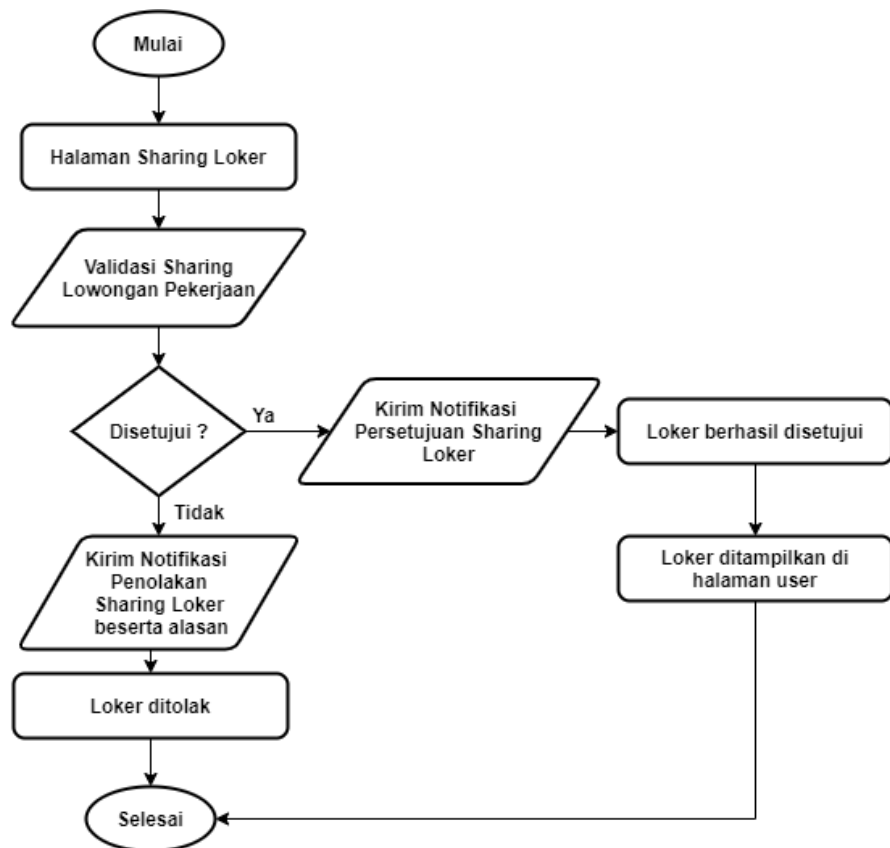 Mulai
Halaman Sharing Loker
Validasi Sharing
Lowongan Pekerjaan
Disetujui ?
Ya
Kirim Notifikasi
Persetujuan Sharing
Loker
Loker berhasil disetujui
Loker ditampilkan di
halaman user
Tidak
Kirim Notifikasi
Penolakan
Sharing Loker
beserta alasan
Loker ditolak
Selesai